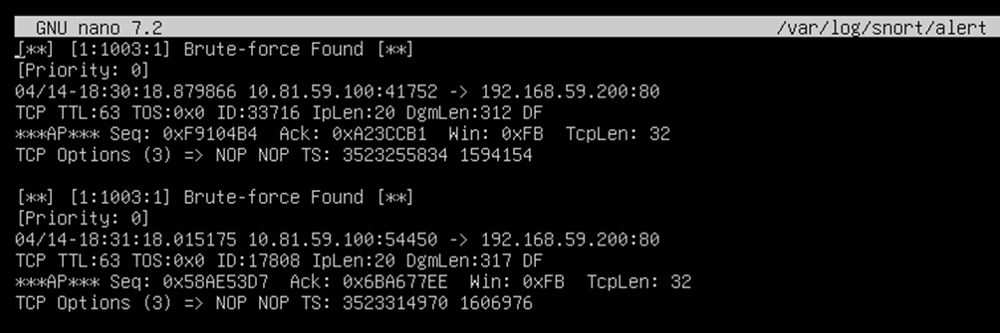 GNU nano 7.2 /var/log/snort/alert
[**] [1:1003:1] Brute-force Found [**]
[Priority: 0]
04/14-18:30:18.879866 10.81.59.100:41752 -> 192.168.59.200:80
TCP TTL:63 TOS:0x0 ID:33716 IpLen:20 DgmLen:312 DF
***AP*** Seq: 0xF9104B4 Ack: 0xA23CCB1 Win: 0xFB TcpLen: 32
TCP Options (3) => NOP NOP TS: 3523255834 1594154
[**] [1:1003:1] Brute-force Found [**]
[Priority: 0]
04/14-18:31:18.015175 10.81.59.100:54450 -> 192.168.59.200:80
TCP TTL:63 TOS:0x0 ID:17808 IpLen:20 DgmLen:317 DF
***AP*** Seq: 0x58AE53D7 Ack: 0x6BA677EE Win: 0xFB TcpLen: 32
TCP Options (3) => NOP NOP TS: 3523314970 1606976